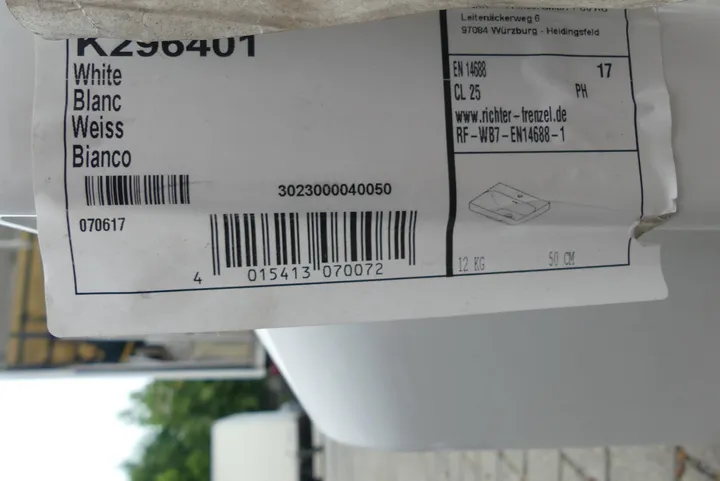 K296401
White
Blanc
Weiss
Bianco
070617
3023000040050
4 015413 070072
Leitenäckerweg 6
97084 Würzburg - Heidingsfeld
EN 14688 17
CL 25 PH
www.richter-frenzel.de
RF-WB7-EN14688-1
12 KG 50 CM